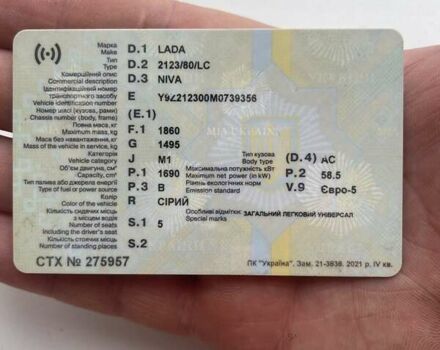 Марка
Make D.1 LADA
Тип
Type D.2 2123/80/LC
Комерційний опис
Commercial description D.3 NIVA
Ідентифікаційний номер
транспортного засобу
Vehicle identification number E Y9Z212300M0739356
Номер шасі (кузова, рами)
Chassis number (body, frame) (E.1)
Повна маса, кг
Maximum mass, kg F.1 1860
Маса без навантаження, кг
Mass of the vehicle in service, kg G 1495
Категорія
Vehicle category J M1 Тип кузова
Body type (D.4) AC
Об'єм двигуна, см³
Capacity, cm³ P.1 1690 Максимальна потужність кВт
Maximum net power (in kW) P.2 58.5
Тип палива або джерело енергії
Type of fuel or power source P.3 B Рівень екологічних норм
Emission standard V.9 Євро-5
Колір
Color of the vehicle R СІРИЙ
Кількість сидячих місць
з місцем водія
Number of seats
Including the driver's seat S.1 5 Особливі відмітки
Special marks ЗАГАЛЬНИЙ ЛЕГКОВИЙ УНІВЕРСАЛ
Кількість стоячих місць
Number of standing places S.2
СТХ № 275957
ПК "Україна". Зам. 21-3938. 2021 р. IV кв.